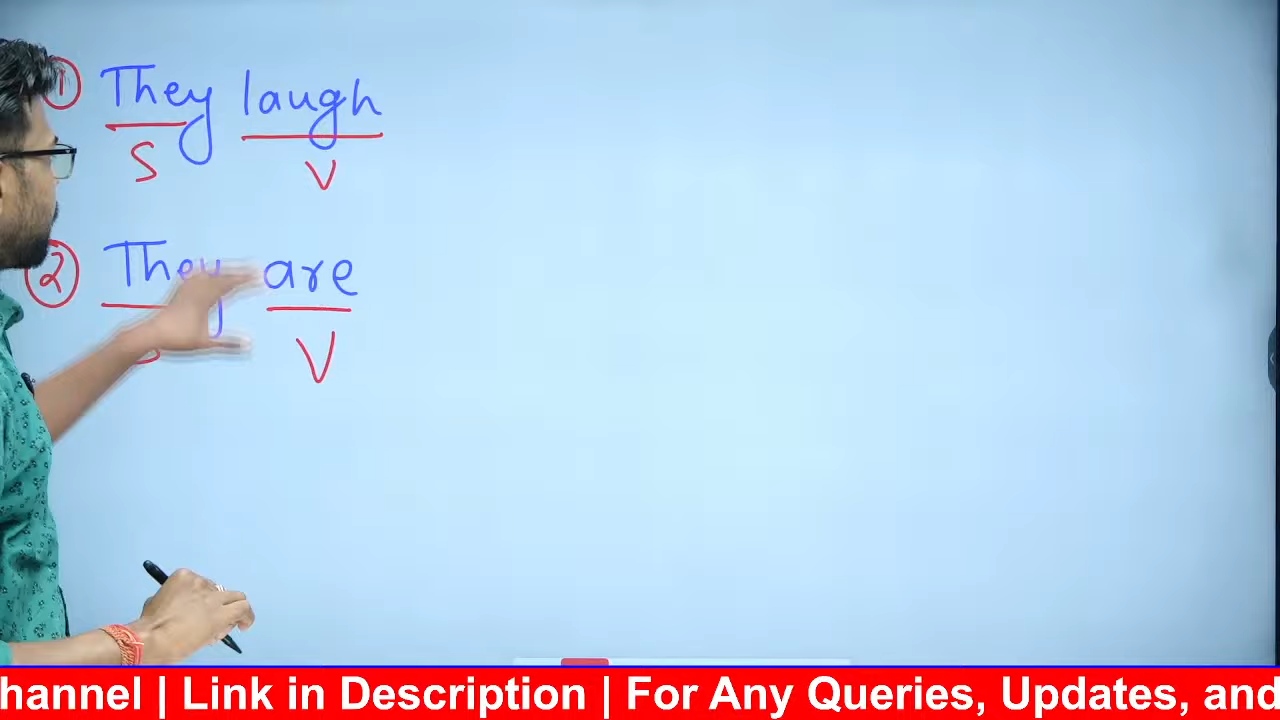 ① They laugh
S V
② They are
S V
hannel | Link in Description | For Any Queries, Updates, and